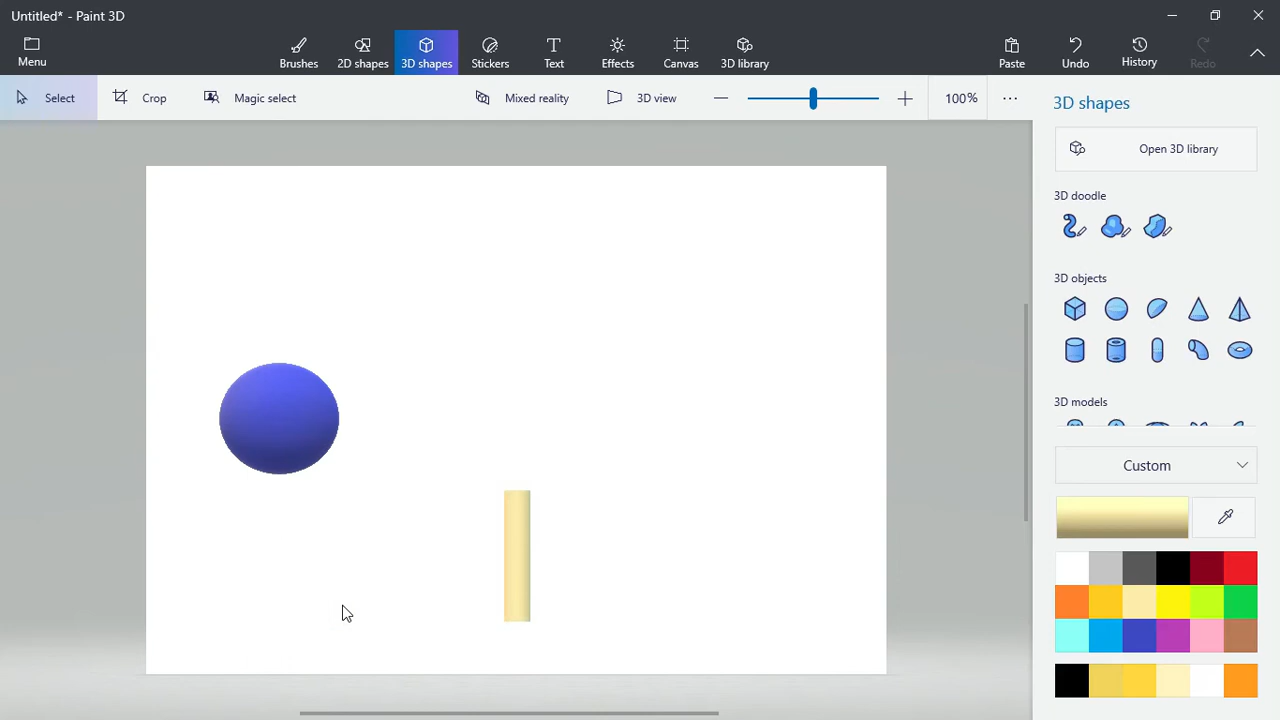 Untitled* - Paint 3D
Menu
Brushes
2D shapes
3D shapes
Stickers
Text
Effects
Canvas
3D library
Paste
Undo
History
Redo
Select
Crop
Magic select
Mixed reality
3D view
100%
3D shapes
Open 3D library
3D doodle
3D objects
3D models
Custom